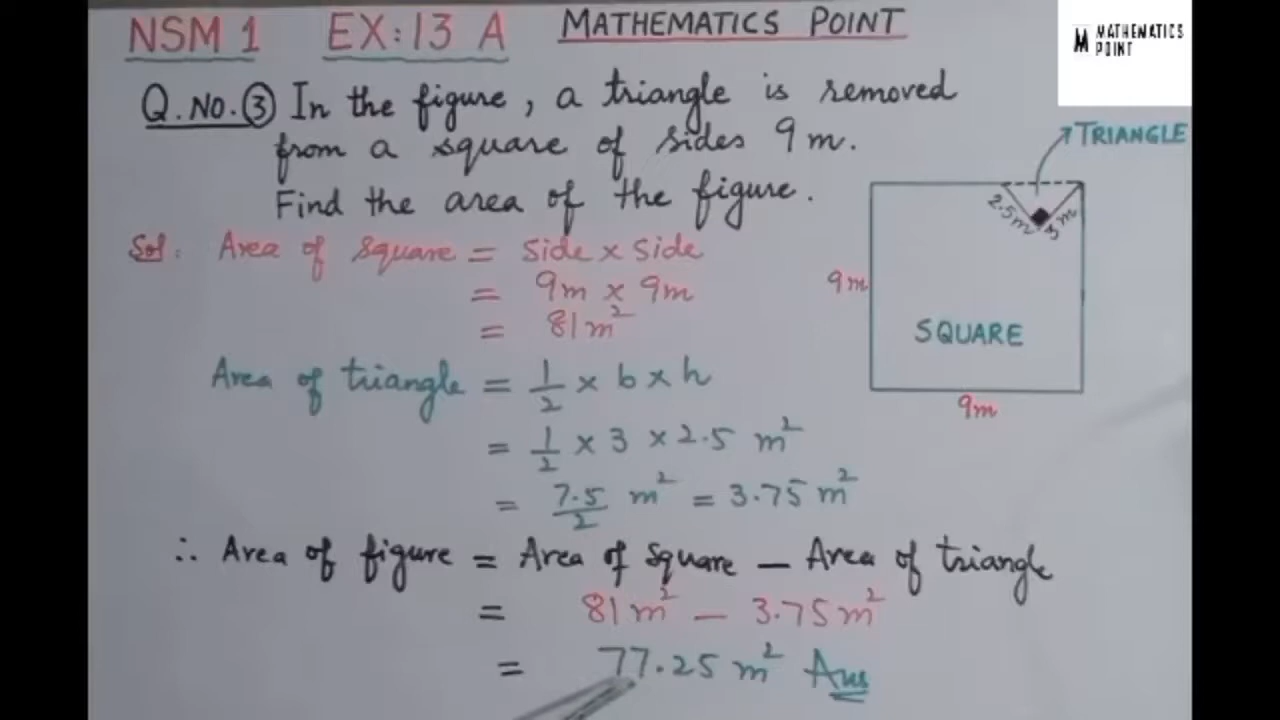 NSM 1 EX:13 A MATHEMATICS POINT
MATHEMATICS
POINT
Q. NO. ③ In the figure, a triangle is removed
from a square of sides 9 m.
Find the area of the figure.
TRIANGLE
2.5 m 3 m
9m
SQUARE
9m
Sol: Area of square = side × side
= 9m × 9m
= 81 m²
Area of triangle = 1/2 × b × h
= 1/2 × 3 × 2.5 m²
= 7.5/2 m² = 3.75 m²
∴ Area of figure = Area of square – Area of triangle
= 81 m² – 3.75 m²
= 77.25 m² Ans